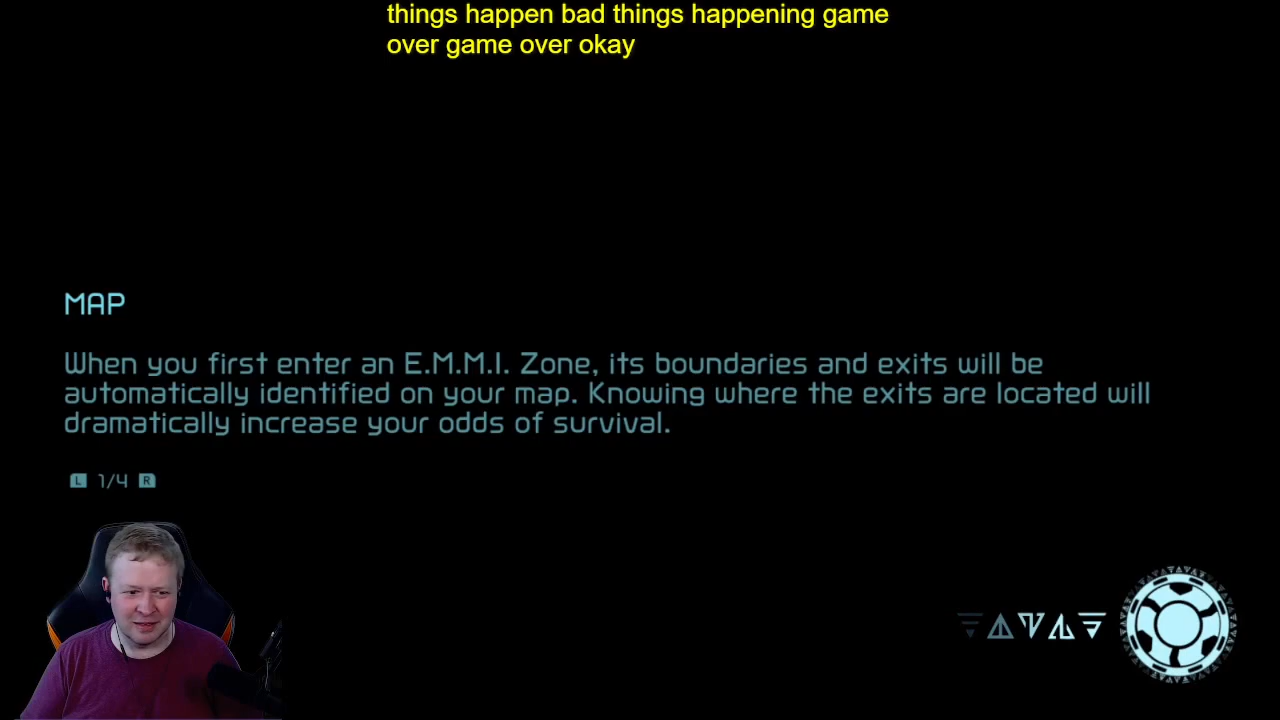 things happen bad things happening game
over game over okay
MAP
When you first enter an E.M.M.I. Zone, its boundaries and exits will be
automatically identified on your map. Knowing where the exits are located will
dramatically increase your odds of survival.
L 1/4 R